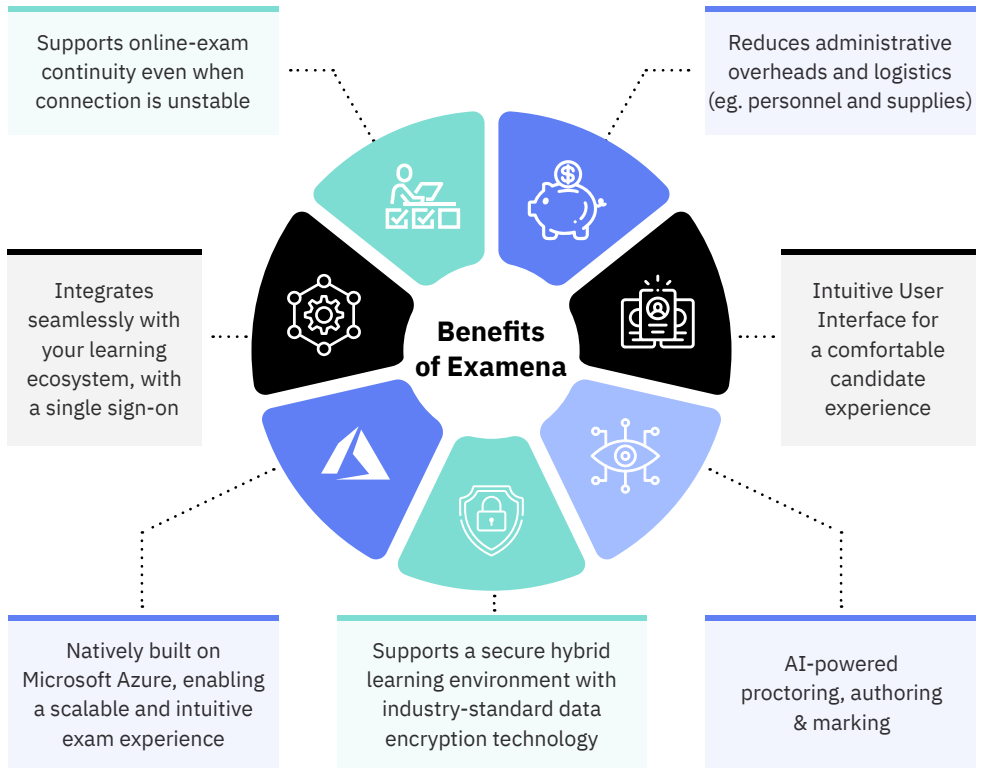 Supports online-exam
continuity even when
connection is unstable
Reduces administrative
overheads and logistics
(eg. personnel and supplies)
Integrates
seamlessly with
your learning
ecosystem, with
a single sign-on
Benefits
of Examena
Intuitive User
Interface for
a comfortable
candidate
experience
Natively built on
Microsoft Azure, enabling
a scalable and intuitive
exam experience
Supports a secure hybrid
learning environment with
industry-standard data
encryption technology
AI-powered
proctoring, authoring
& marking